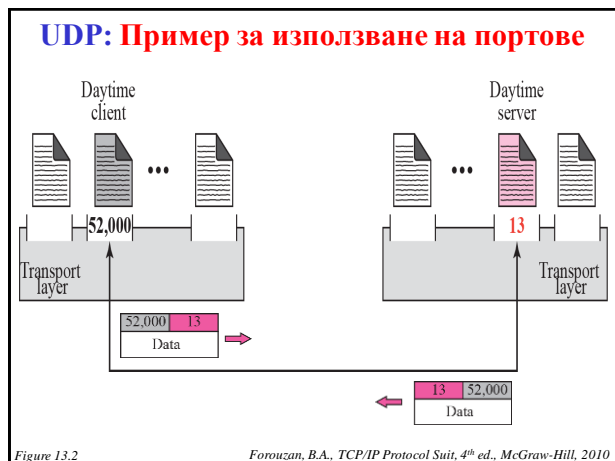 UDP: Пример за използване на портове
Daytime
client
Daytime
server
52,000
13
Transport
layer
Transport
layer
52,000 13
Data
13 52,000
Data
Figure 13.2
Forouzan, B.A., TCP/IP Protocol Suit, 4th ed., McGraw-Hill, 2010